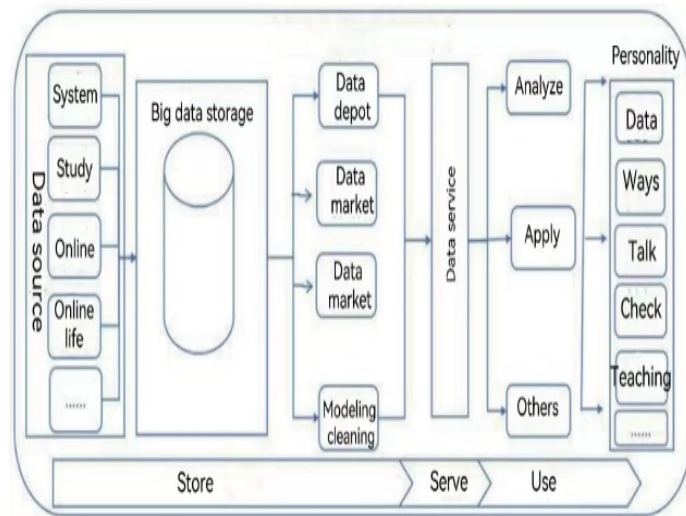 Data source
System
Study
Online
Online
life
......
Big data storage
Data
depot
Data
market
Data
market
Modeling
cleaning
Data service
Analyze
Apply
Others
Personality
Data
Ways
Talk
Check
Teaching
......
Store
Serve
Use